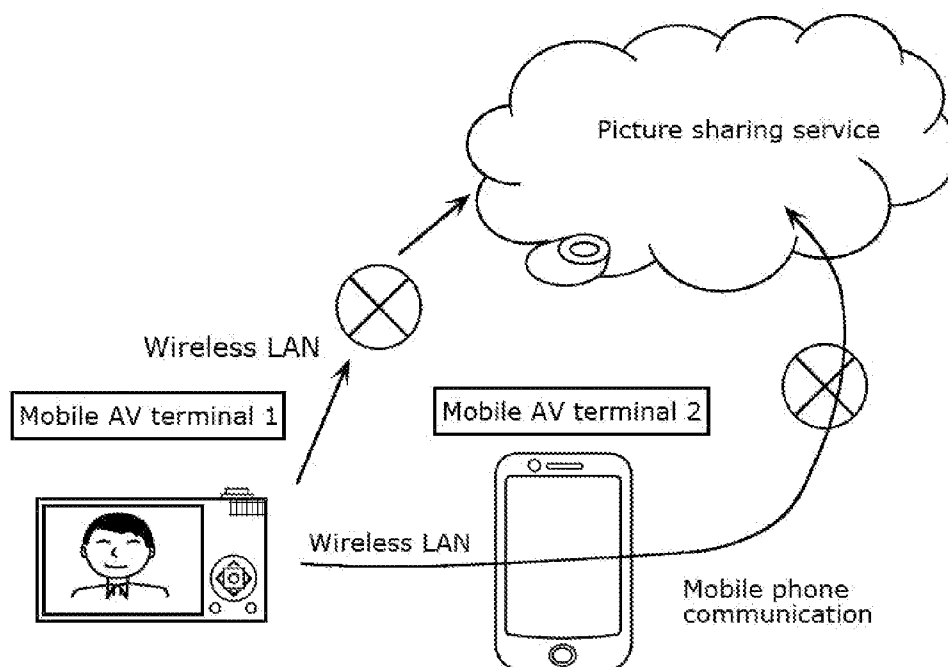 Picture sharing service
Wireless LAN
Mobile AV terminal 1
Mobile AV terminal 2
Wireless LAN
Mobile phone
communication